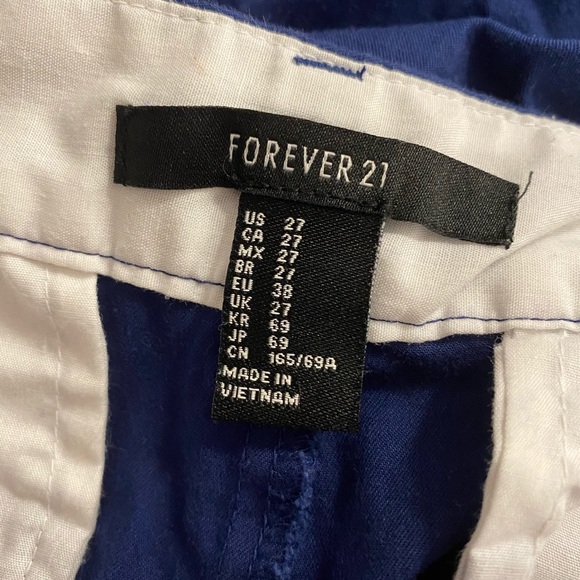 FOREVER 21
US 27
CA 27
MX 27
BR 27
EU 38
UK 27
KR 69
JP 69
CN 165/69A
MADE IN
VIETNAM